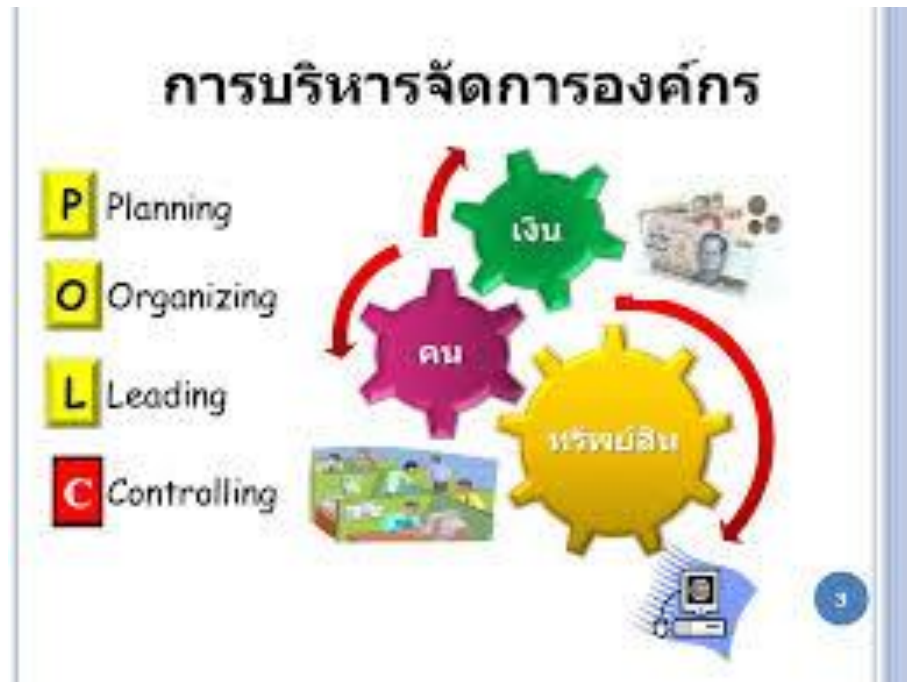 การบริหารจัดการองค์กร
P Planning
O Organizing
L Leading
C Controlling
เงิน
คน
ทรัพย์สิน
3